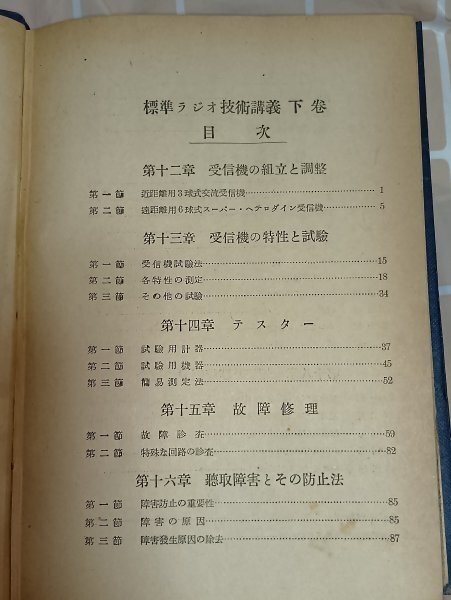 標準ラジオ技術講義 下巻
目次
第十二章 受信機の組立と調整
第一節 近距離用3球式交流受信機 1
第二節 遠距離用6球式スーパー・ヘテロダイン受信機 5
第十三章 受信機の特性と試驗
第一節 受信機試驗法 15
第二節 各特性の測定 18
第三節 その他の試驗 34
第十四章 テスター
第一節 試驗用計器 37
第二節 試驗用機器 45
第三節 簡易測定法 52
第十五章 故障修理
第一節 故障診査 59
第二節 特殊な回路の診査 82
第十六章 聽取障害とその防止法
第一節 障害防止の重要性 85
第二節 障害の原因 85
第三節 障害發生原因の除去 87